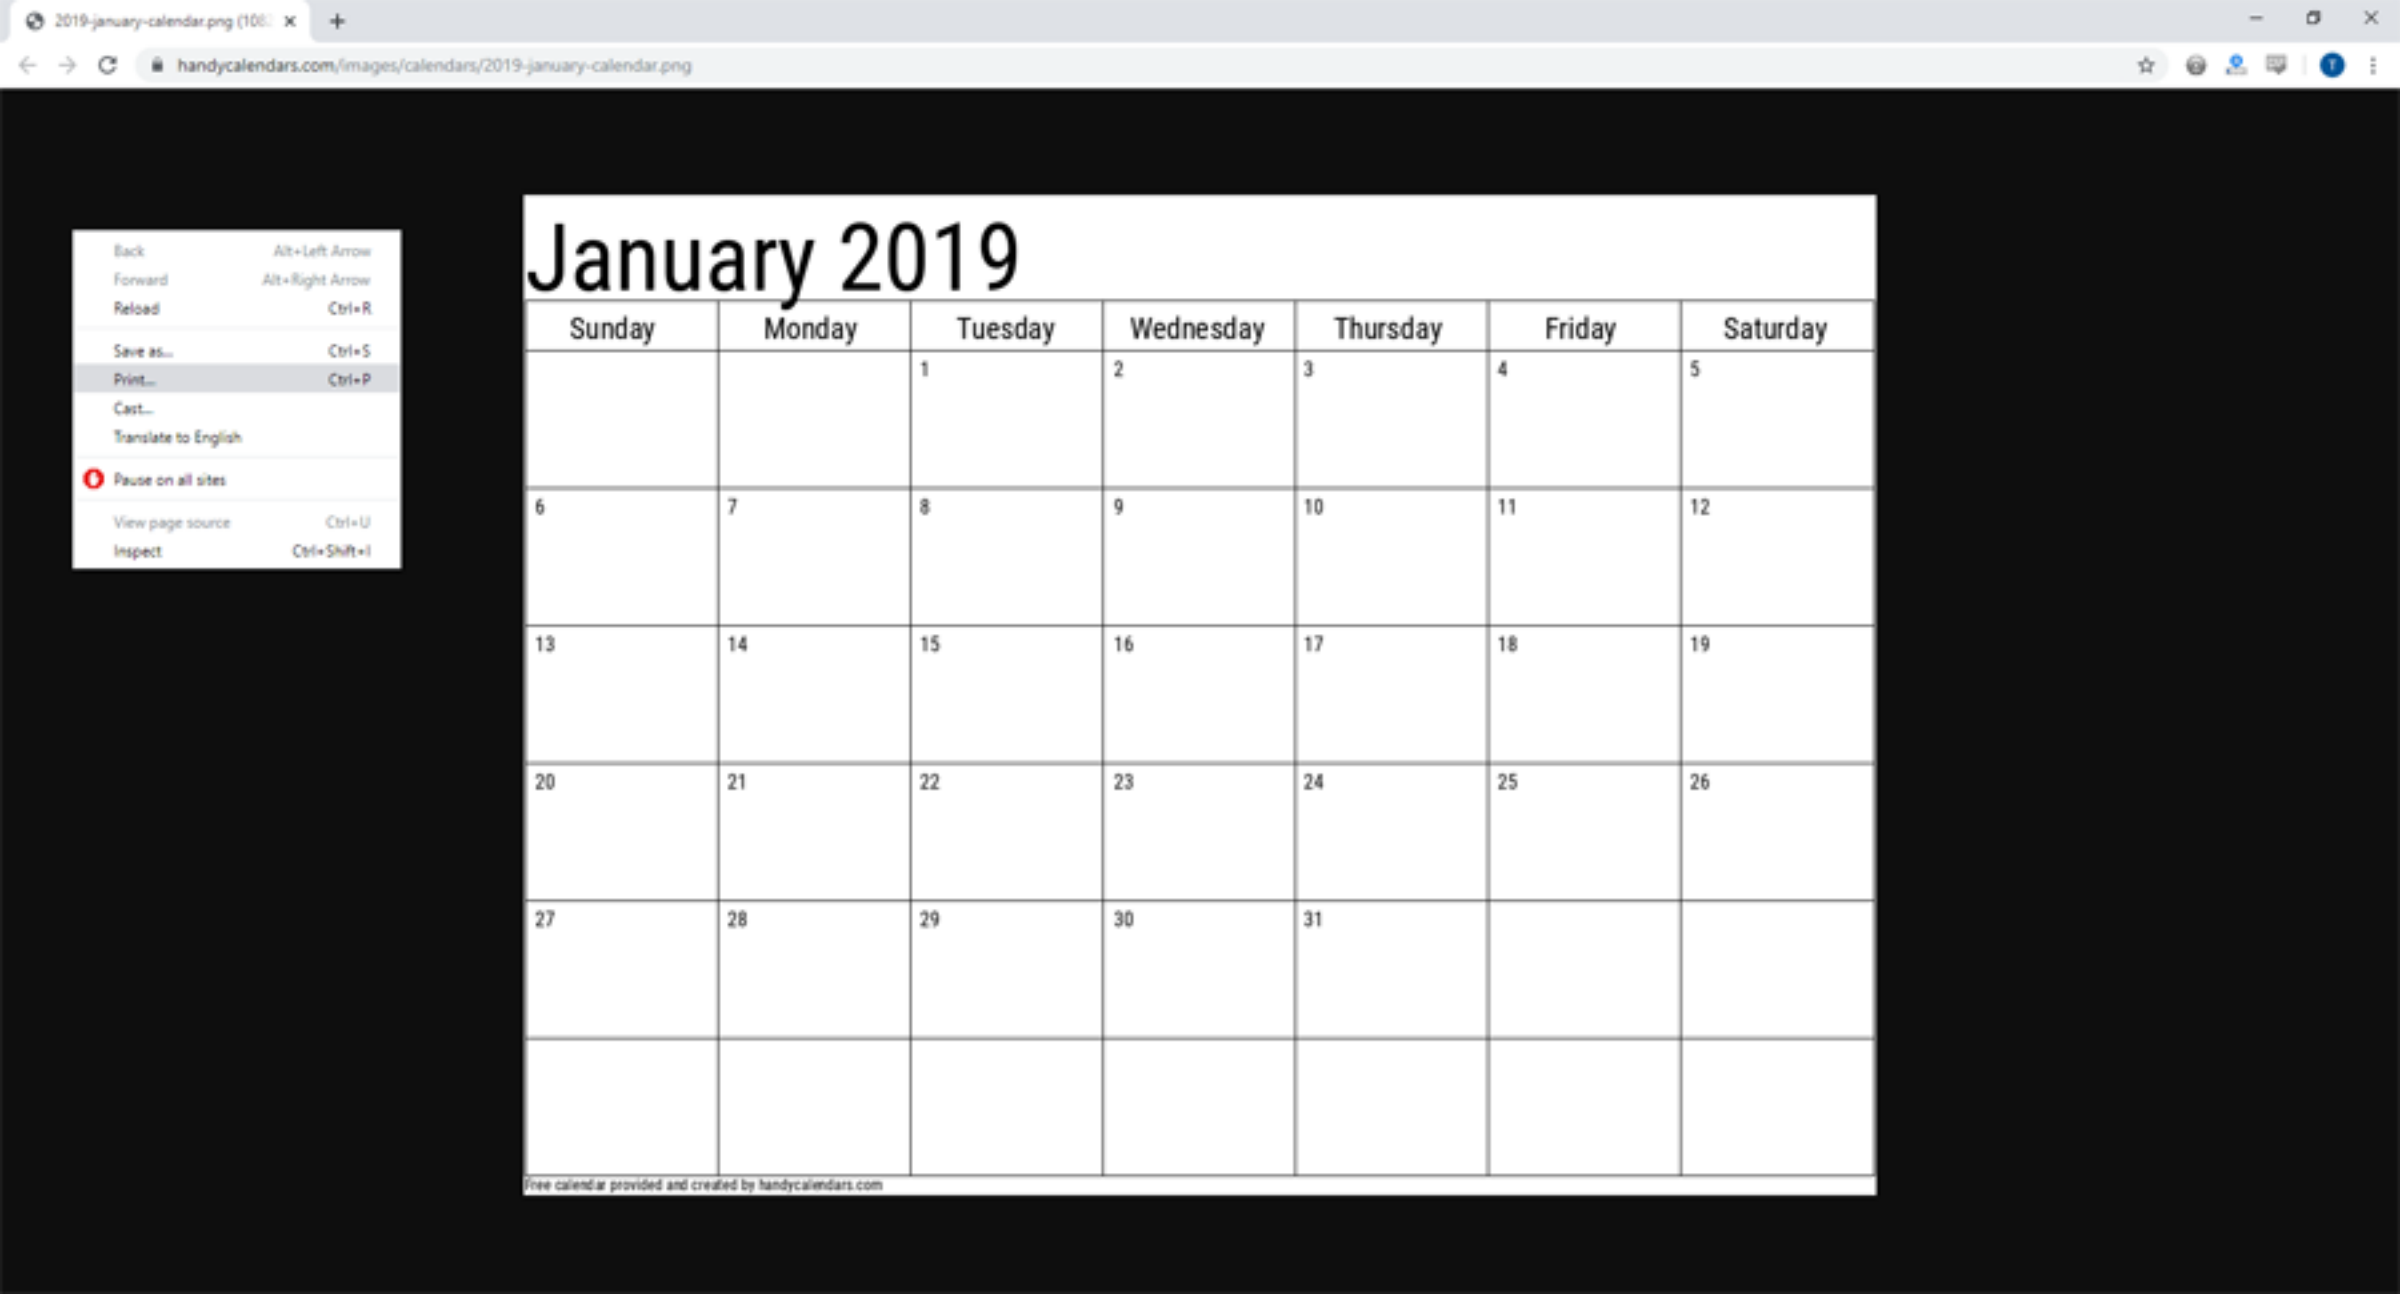 2019-january-calendar.png (108
handycalendars.com/images/calendars/2019-january-calendar.png
T
Back Alt+Left Arrow
Forward Alt+Right Arrow
Reload Ctrl+R
Save as... Ctrl+S
Print... Ctrl+P
Cast...
Translate to English
Pause on all sites
View page source Ctrl+U
Inspect Ctrl+Shift+I
January 2019
Sunday Monday Tuesday Wednesday Thursday Friday Saturday
1 2 3 4 5
6 7 8 9 10 11 12
13 14 15 16 17 18 19
20 21 22 23 24 25 26
27 28 29 30 31
Free calendar provided and created by handycalendars.com